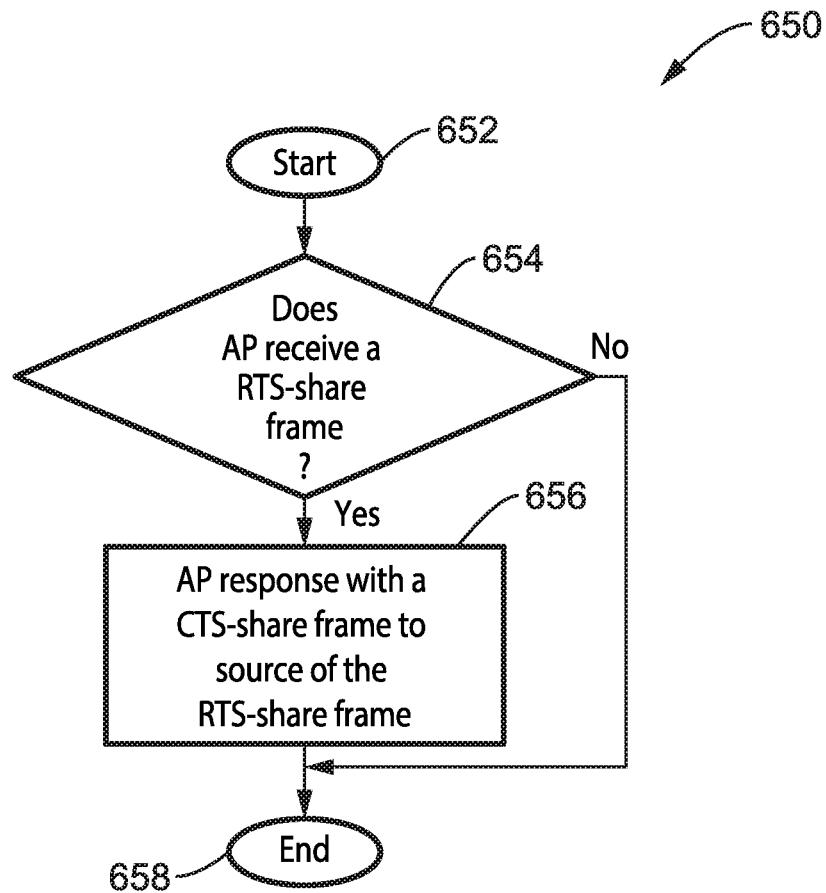 650
652
Start
654
Does
AP receive a
RTS-share
frame
?
No
Yes
656
AP response with a
CTS-share frame to
source of the
RTS-share frame
End
658